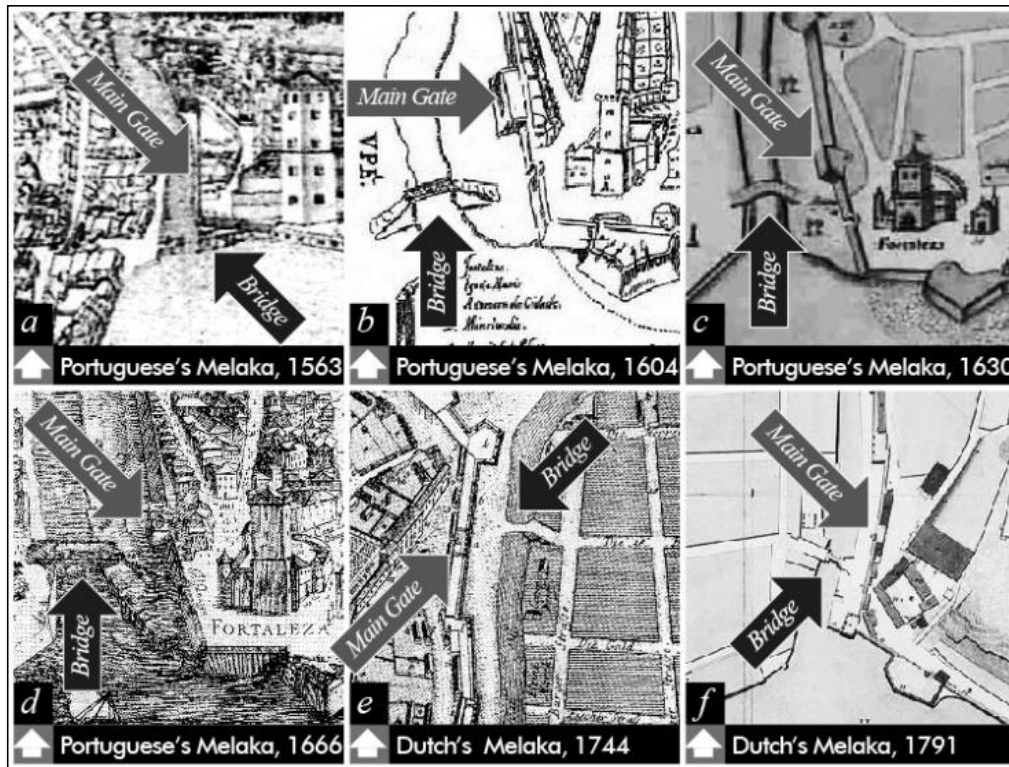 Main Gate
Bridge
a
Portuguese's Melaka, 1563
Main Gate
VPE.
Bridge
Fortaleza.
b
Portuguese's Melaka, 1604
Main Gate
Fortaleza
Bridge
c
Portuguese's Melaka, 1630
Main Gate
FORTALEZA
Bridge
d
Portuguese's Melaka, 1666
Bridge
Main Gate
e
Dutch's Melaka, 1744
Main Gate
Bridge
f
Dutch's Melaka, 1791